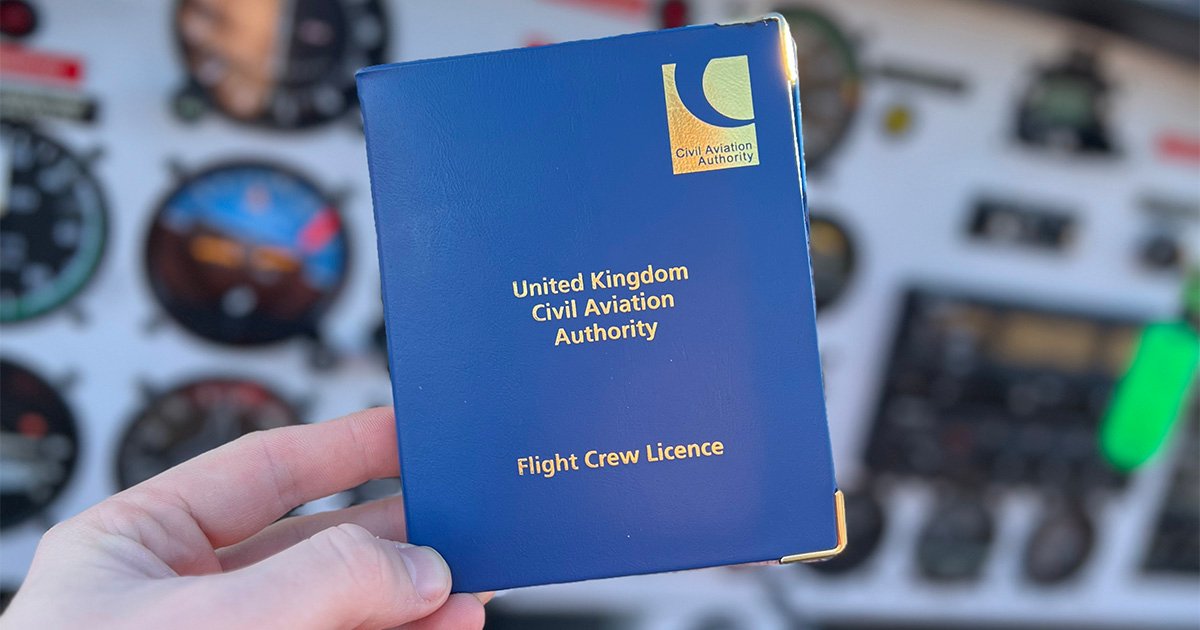 Civil Aviation
Authority
United Kingdom
Civil Aviation
Authority
Flight Crew Licence